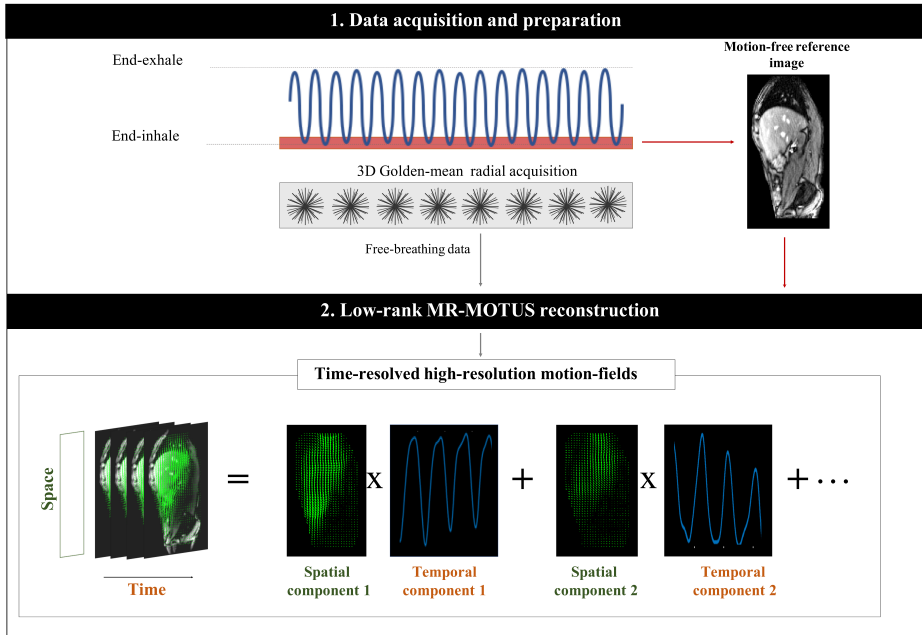 1. Data acquisition and preparation
End-exhale
Motion-free reference
image
End-inhale
3D Golden-mean radial acquisition
Free-breathing data
2. Low-rank MR-MOTUS reconstruction
Time-resolved high-resolution motion-fields
Space
=
x
+
x
+ ...
Time
Spatial
component 1
Temporal
component 1
Spatial
component 2
Temporal
component 2